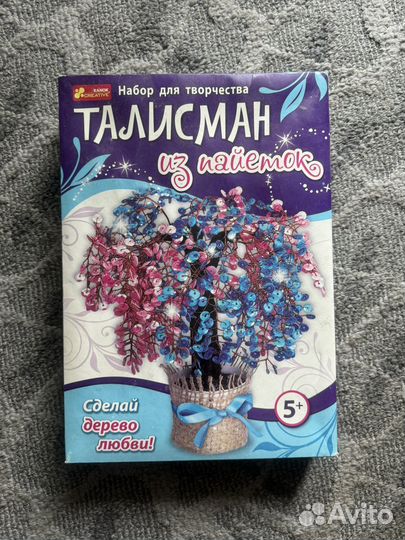 RANOK
CREATIVE
Набор для творчества
ТАЛИСМАН
из пайеток
Сделай
дерево
любви!
5+
Avito